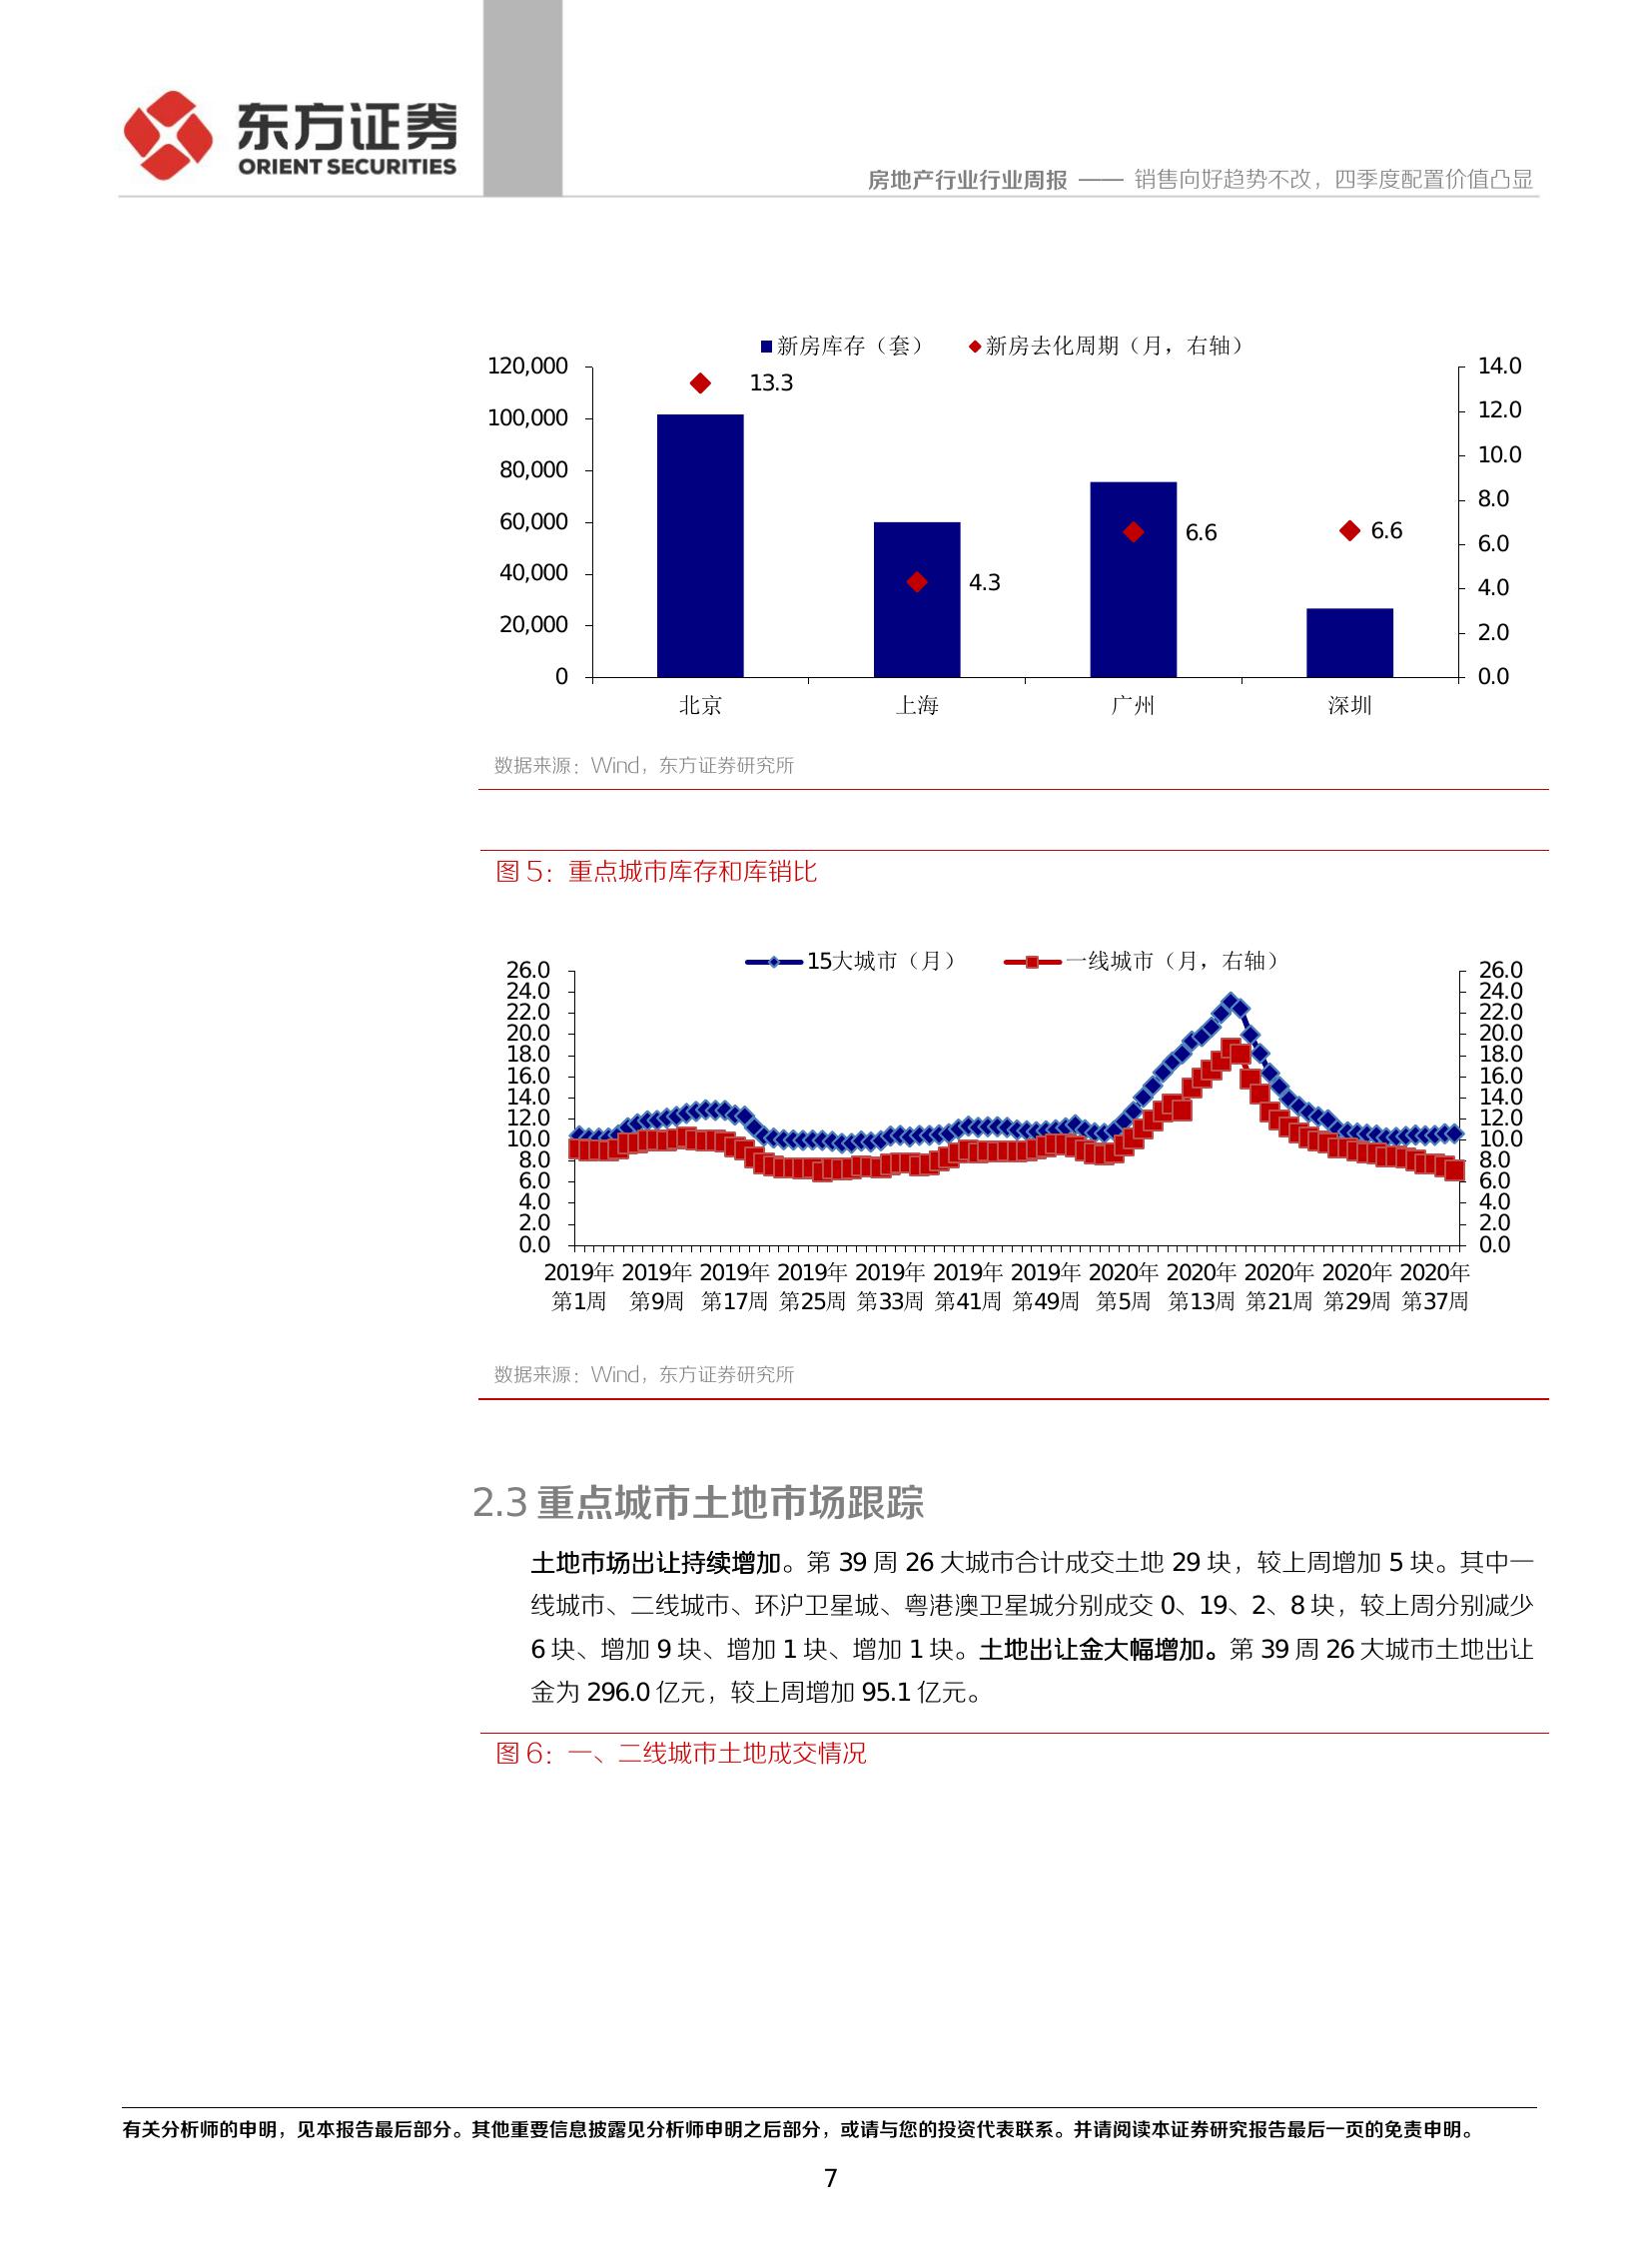 东方证券
ORIENT SECURITIES
房地产行业行业周报 —— 销售向好趋势不改，四季度配置价值凸显
新房库存（套） 新房去化周期（月，右轴）
120,000
100,000
80,000
60,000
40,000
20,000
0
14.0
12.0
10.0
8.0
6.0
4.0
2.0
0.0
13.3
4.3
6.6
6.6
北京 上海 广州 深圳
数据来源：Wind，东方证券研究所
图 5：重点城市库存和库销比
15大城市（月） 一线城市（月，右轴）
26.0
24.0
22.0
20.0
18.0
16.0
14.0
12.0
10.0
8.0
6.0
4.0
2.0
0.0
26.0
24.0
22.0
20.0
18.0
16.0
14.0
12.0
10.0
8.0
6.0
4.0
2.0
0.0
2019年 2019年 2019年 2019年 2019年 2019年 2019年 2020年 2020年 2020年 2020年 2020年
第1周 第9周 第17周 第25周 第33周 第41周 第49周 第5周 第13周 第21周 第29周 第37周
数据来源：Wind，东方证券研究所
2.3 重点城市土地市场跟踪
土地市场出让持续增加。第 39 周 26 大城市合计成交土地 29 块，较上周增加 5 块。其中一
线城市、二线城市、环沪卫星城、粤港澳卫星城分别成交 0、19、2、8 块，较上周分别减少
6 块、增加 9 块、增加 1 块、增加 1 块。土地出让金大幅增加。第 39 周 26 大城市土地出让
金为 296.0 亿元，较上周增加 95.1 亿元。
图 6：一、二线城市土地成交情况
有关分析师的申明，见本报告最后部分。其他重要信息披露见分析师申明之后部分，或请与您的投资代表联系。并请阅读本证券研究报告最后一页的免责申明。
7